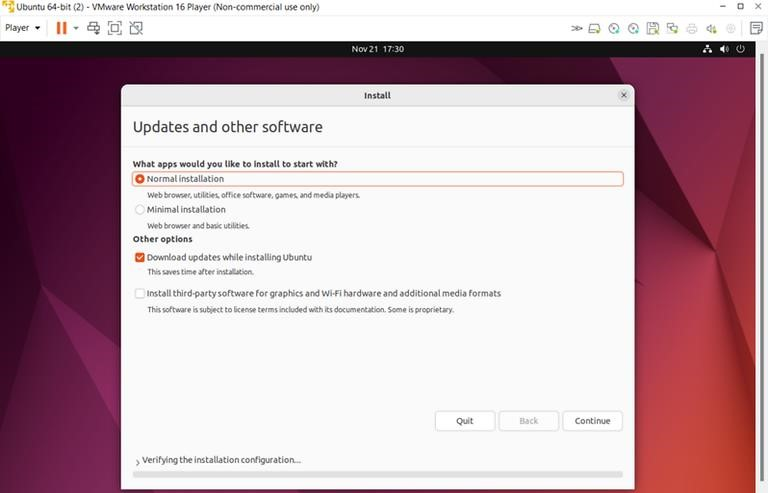 Ubuntu 64-bit (2) - VMware Workstation 16 Player (Non-commercial use only)
Player
Nov 21 17:30
Install
Updates and other software
What apps would you like to install to start with?
Normal installation
Web browser, utilities, office software, games, and media players.
Minimal installation
Web browser and basic utilities.
Other options
Download updates while installing Ubuntu
This saves time after installation.
Install third-party software for graphics and Wi-Fi hardware and additional media formats
This software is subject to license terms included with its documentation. Some is proprietary.
Quit Back Continue
Verifying the installation configuration...